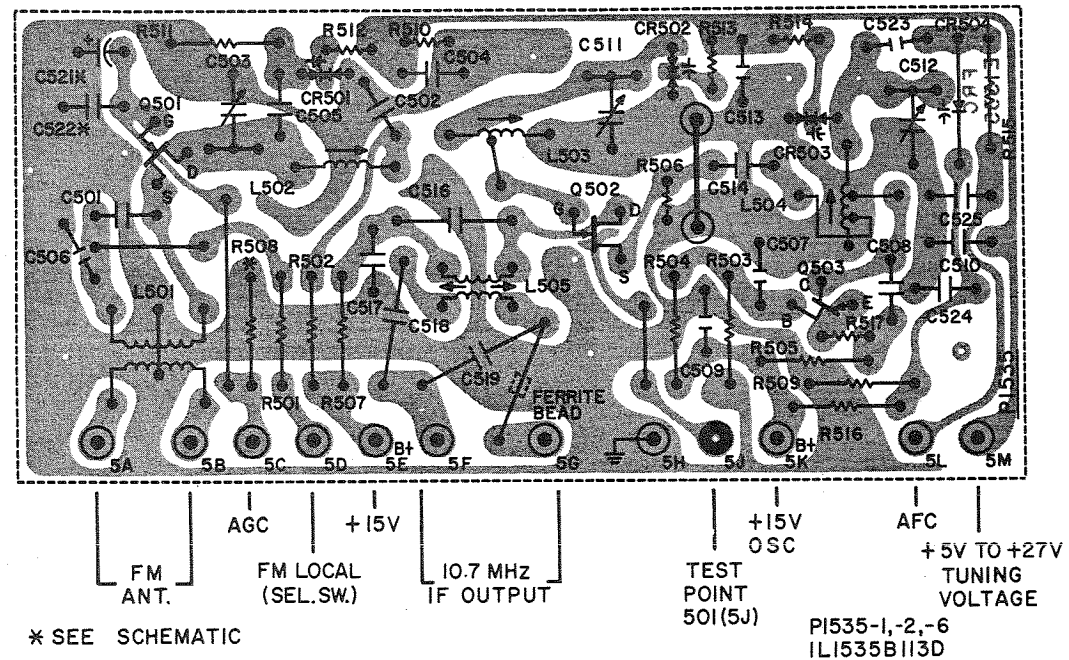 R511 R512 R510 CR502 R513 R514 C523 CR504
C503 C504 C511 C512
C521* CR501 C502
C522* Q501 C505 C513
G D S
L503 R506 CR503 R515
L502 C514 L504
C501 C516 Q502 C525
G D S
C506 R508 * R502 C507 C508 C510
L501 C517 L505 R504 R503 Q503 C524
C B E
C518 R517
C519 C509 R505
R501 R507 FERRITE R509 P1535
BEAD R516
5A 5B 5C 5D B+ 5E 5F 5G 5H 5J B+ 5K 5L 5M
AGC +15V +15V AFC
OSC +5V TO +27V
FM FM LOCAL 10.7 MHz TEST TUNING
ANT. (SEL.SW.) IF OUTPUT POINT VOLTAGE
501(5J)
P1535-1,-2,-6
* SEE SCHEMATIC 1L1535B113D